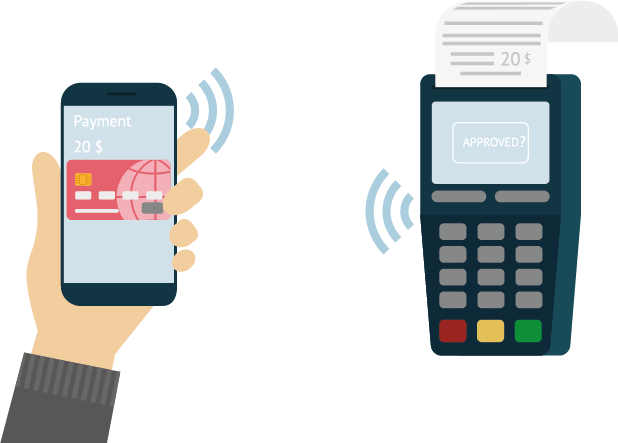 Payment
20 $
20 $
APPROVED?